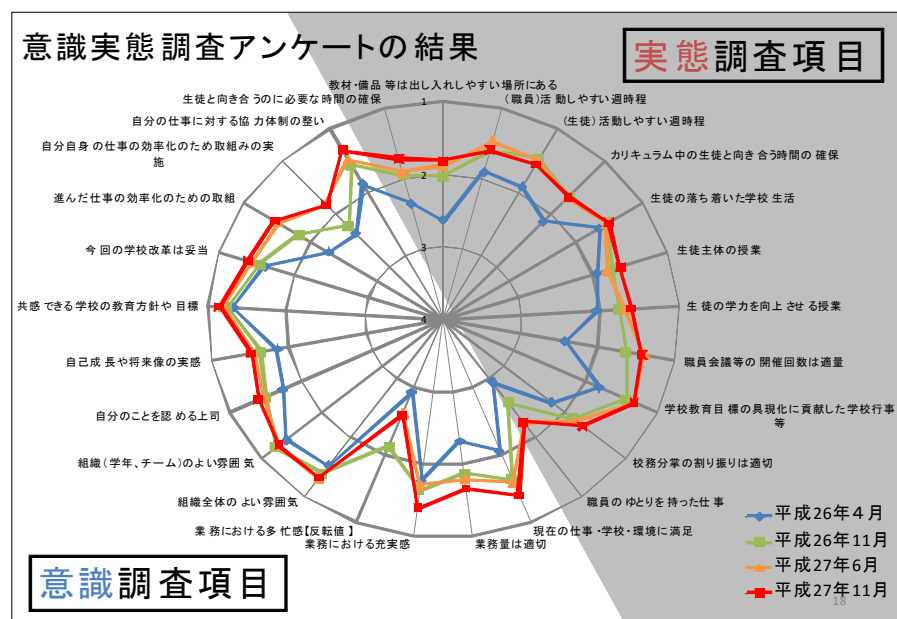 意識実態調査アンケートの結果
実態調査項目
教材・備品等は出し入れしやすい場所にある
(職員)活動しやすい週時程
(生徒)活動しやすい週時程
カリキュラム中の生徒と向き合う時間の確保
生徒の落ち着いた学校生活
生徒主体の授業
生徒の学力を向上させる授業
職員会議等の開催回数は適量
学校教育目標の具現化に貢献した学校行事
等
校務分掌の割り振りは適切
職員のゆとりを持った仕事
現在の仕事・学校・環境に満足
業務量は適切
業務における充実感
業務における多忙感【反転値】
組織全体のよい雰囲気
組織(学年、チーム)のよい雰囲気
自分のことを認める上司
自己成長や将来像の実感
共感できる学校の教育方針や目標
今回の学校改革は妥当
進んだ仕事の効率化のための取組
自分自身の仕事の効率化のため取組みの実
施
自分の仕事に対する協力体制の整い
生徒と向き合うのに必要な時間の確保
1
2
3
4
平成26年4月
平成26年11月
平成27年6月
平成27年11月
意識調査項目
18